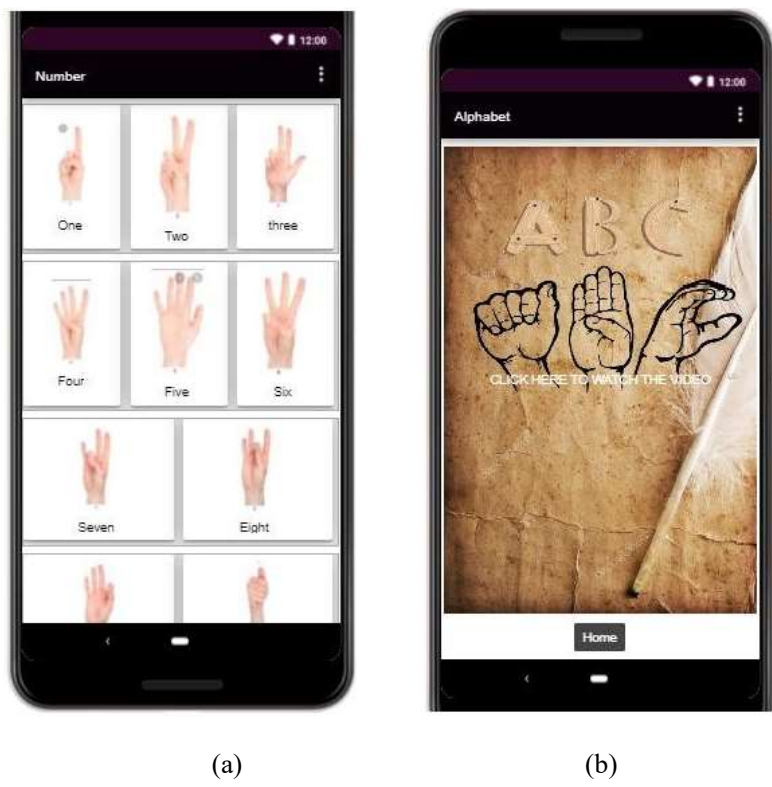 12:00
Number
One Two three
Four Five Six
Seven Eight
12:00
Alphabet
A B C
CLICK HERE TO WATCH THE VIDEO
Home
(a) (b)